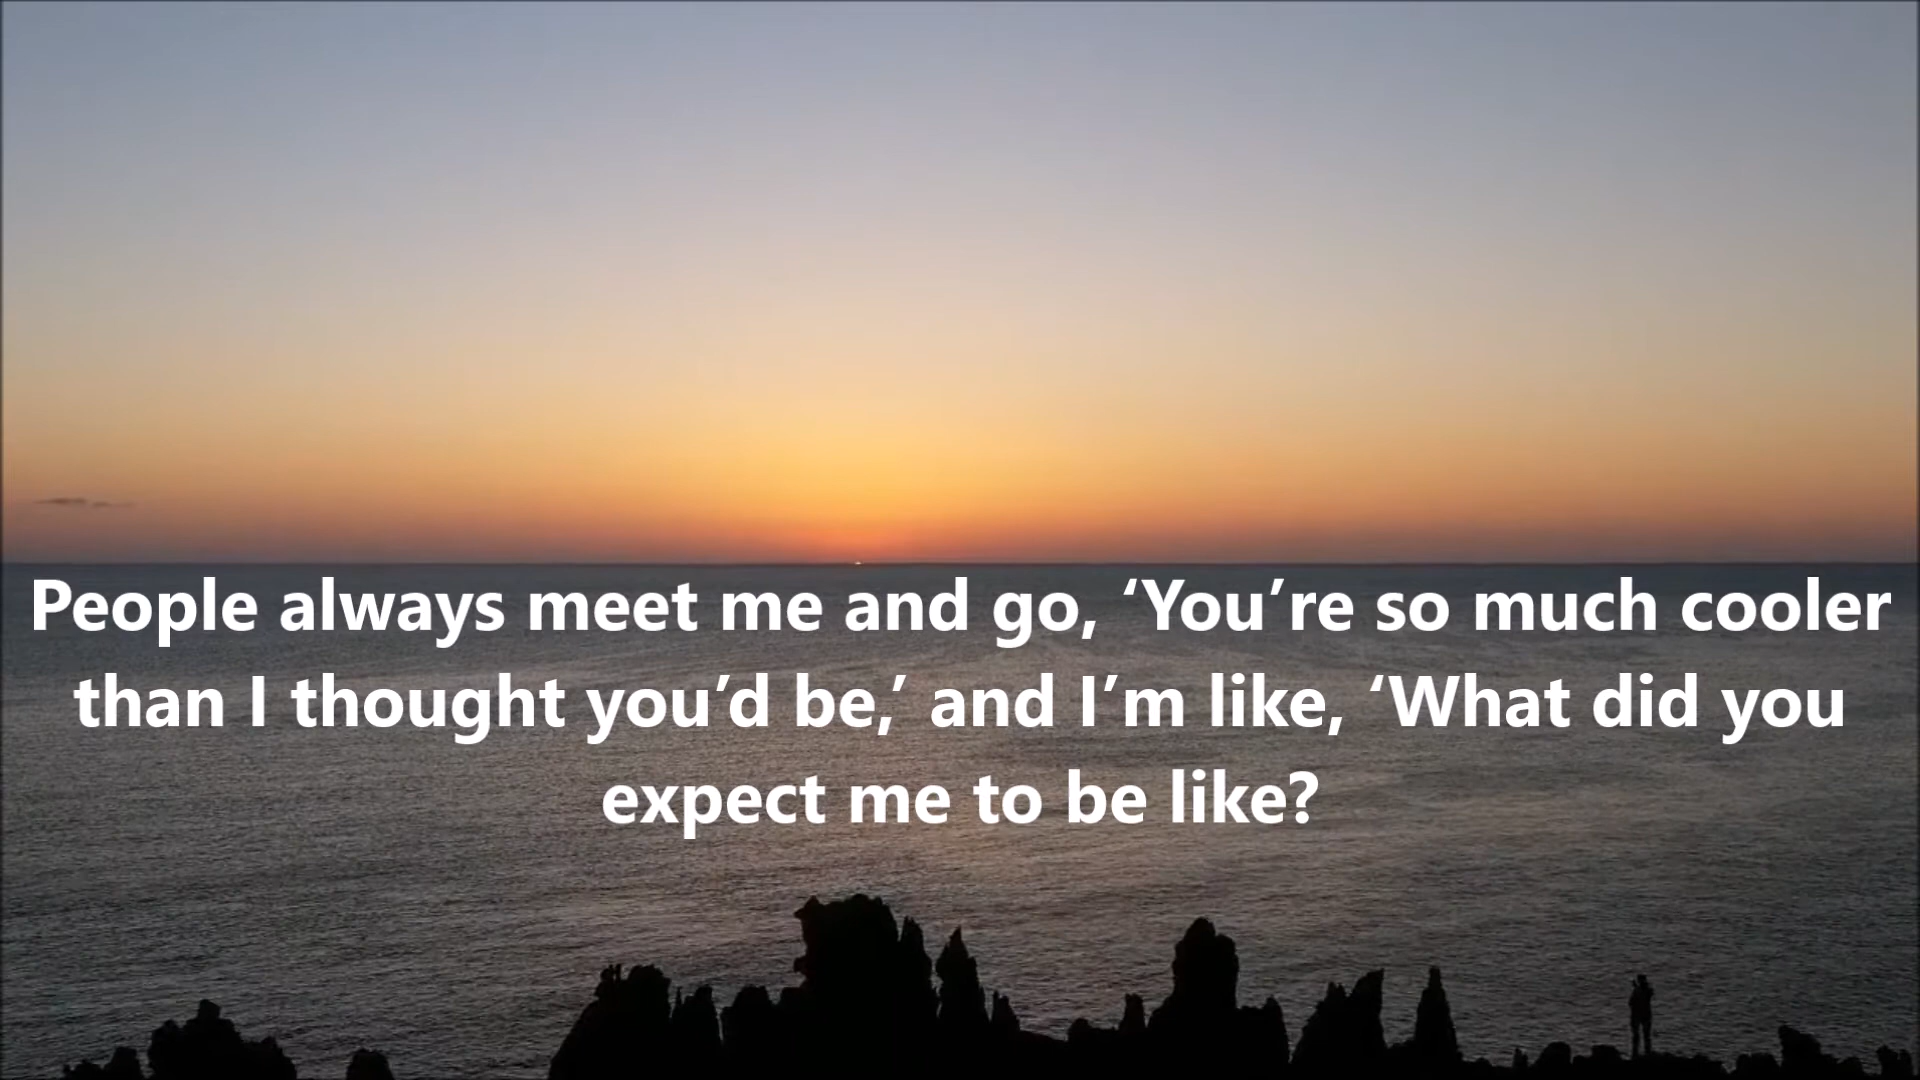 People always meet me and go, ‘You’re so much cooler
than I thought you’d be,’ and I’m like, ‘What did you
expect me to be like?